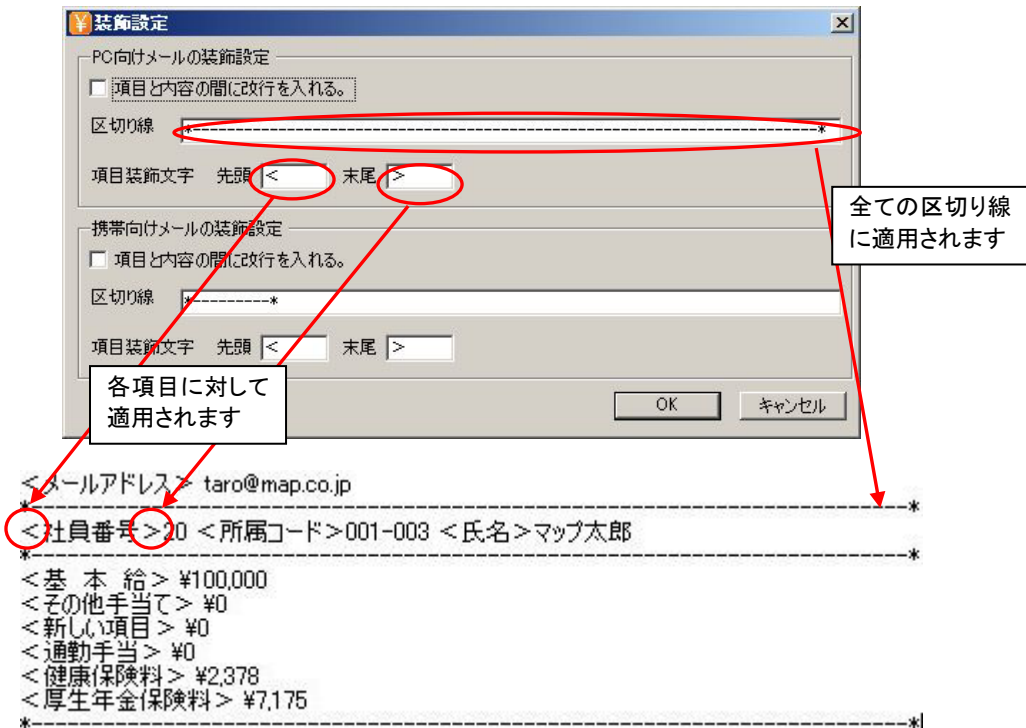 装飾設定
PC向けメールの装飾設定
項目と内容の間に改行を入れる。
区切り線 *------------------------------------------------------------------------------*
項目装飾文字 先頭 < 末尾 >
全ての区切り線
に適用されます
携帯向けメールの装飾設定
項目と内容の間に改行を入れる。
区切り線 *----------*
項目装飾文字 先頭 < 末尾 >
各項目に対して
適用されます
OK キャンセル
<メールアドレス> taro@map.co.jp
*------------------------------------------------------------------------------*
<社員番号>20 <所属コード>001-003 <氏名>マップ太郎
*------------------------------------------------------------------------------*
<基 本 給> ¥100,000
<その他手当て> ¥0
<新しい項目> ¥0
<通勤手当> ¥0
<健康保険料> ¥2,378
<厚生年金保険料> ¥7,175
*------------------------------------------------------------------------------*